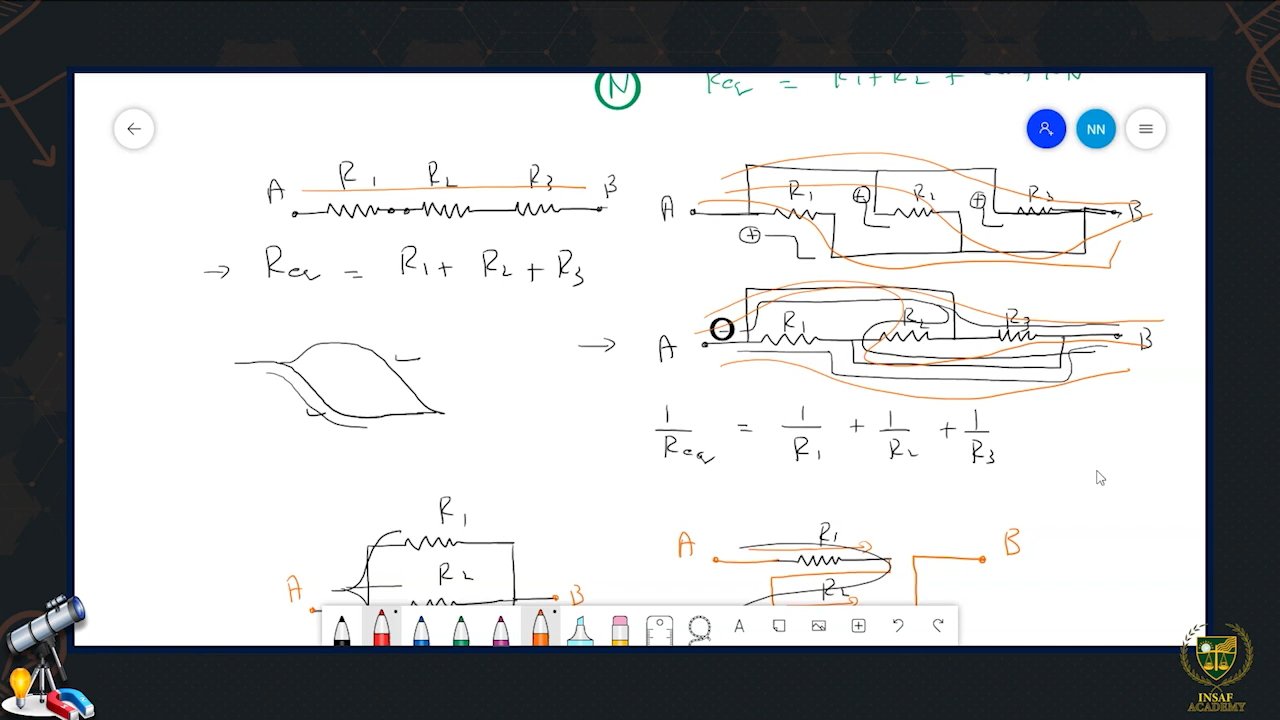 N
Req = R1 + R2 +
NN
A R1 R2 R3 B
→ Req = R1 + R2 + R3
A R1 R2 R3 B
→ A R1 R2 R3 B
1/Req = 1/R1 + 1/R2 + 1/R3
A R1 R2 B
A R1 R2 B
A
INSAF
ACADEMY